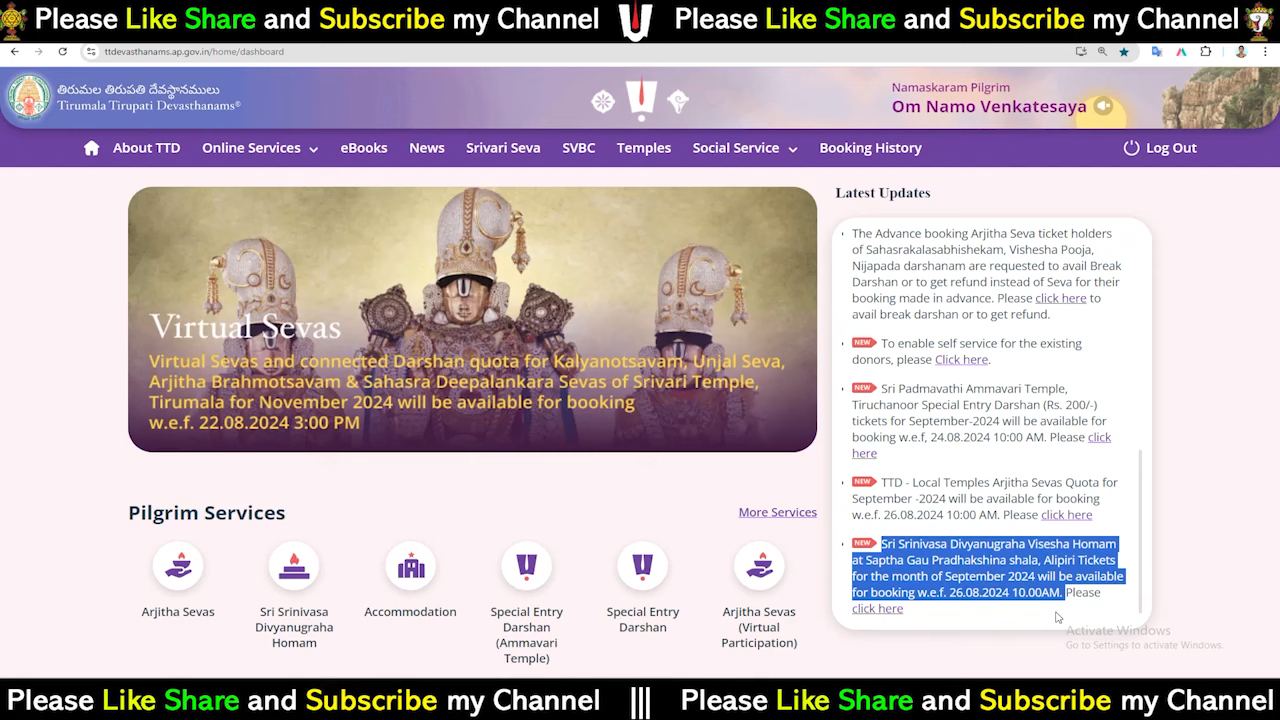 Please Like Share and Subscribe my Channel
Please Like Share and Subscribe my Channel
ttdevasthanams.ap.gov.in/home/dashboard
తిరుమల తిరుపతి దేవస్థానములు
Tirumala Tirupati Devasthanams®
Namaskaram Pilgrim
Om Namo Venkatesaya
About TTD
Online Services
eBooks
News
Srivari Seva
SVBC
Temples
Social Service
Booking History
Log Out
Virtual Sevas
Virtual Sevas and connected Darshan quota for Kalyanotsavam, Unjal Seva,
Arjitha Brahmotsavam & Sahasra Deepalankara Sevas of Srivari Temple,
Tirumala for November 2024 will be available for booking
w.e.f. 22.08.2024 3:00 PM
Latest Updates
The Advance booking Arjitha Seva ticket holders
of Sahasrakalasabhishekam, Vishesha Pooja,
Nijapada darshanam are requested to avail Break
Darshan or to get refund instead of Seva for their
booking made in advance. Please click here to
avail break darshan or to get refund.
NEW To enable self service for the existing
donors, please Click here.
NEW Sri Padmavathi Ammavari Temple,
Tiruchanoor Special Entry Darshan (Rs. 200/-)
tickets for September-2024 will be available for
booking w.e.f, 24.08.2024 10:00 AM. Please click
here
NEW TTD - Local Temples Arjitha Sevas Quota for
September -2024 will be available for booking
w.e.f. 26.08.2024 10:00 AM. Please click here
NEW Sri Srinivasa Divyanugraha Visesha Homam
at Saptha Gau Pradhakshina shala, Alipiri Tickets
for the month of September 2024 will be available
for booking w.e.f. 26.08.2024 10.00AM. Please
click here
Pilgrim Services
More Services
Arjitha Sevas
Sri Srinivasa
Divyanugraha
Homam
Accommodation
Special Entry
Darshan
(Ammavari
Temple)
Special Entry
Darshan
Arjitha Sevas
(Virtual
Participation)
Activate Windows
Go to Settings to activate Windows.
Please Like Share and Subscribe my Channel
|||
Please Like Share and Subscribe my Channel